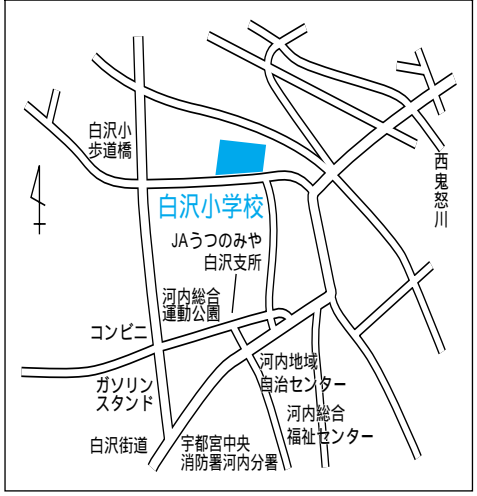 白沢小
歩道橋
西鬼怒川
白沢小学校
JAうつのみや
白沢支所
河内総合
運動公園
コンビニ
ガソリン
スタンド
河内地域
自治センター
河内総合
福祉センター
白沢街道
宇都宮中央
消防署河内分署